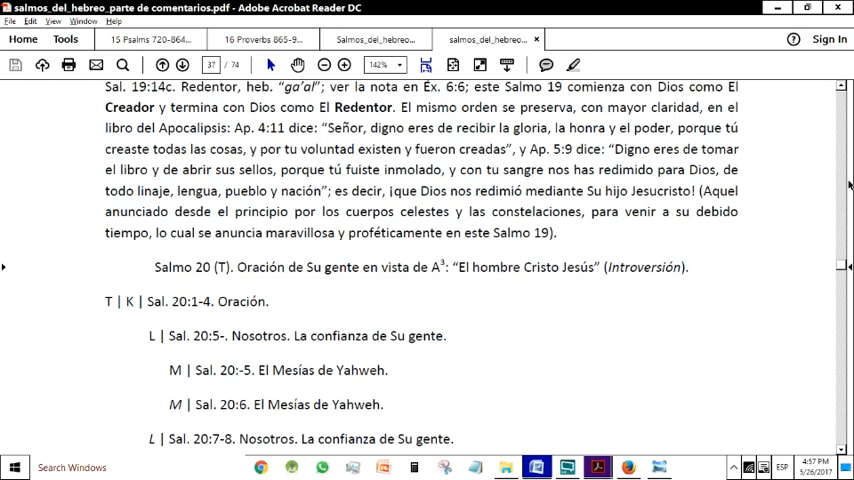 salmos_del_hebreo_parte de comentarios.pdf - Adobe Acrobat Reader DC
File Edit View Window Help
Home Tools 15 Psalms 720-864... 16 Proverbs 865-9... Salmos_del_hebreo... salmos_del_hebreo... × Sign In
37 / 74 142%
Sal. 19:14c. Redentor, heb. “ga’al”; ver la nota en Éx. 6:6; este Salmo 19 comienza con Dios como El
Creador y termina con Dios como El Redentor. El mismo orden se preserva, con mayor claridad, en el
libro del Apocalipsis: Ap. 4:11 dice: “Señor, digno eres de recibir la gloria, la honra y el poder, porque tú
creaste todas las cosas, y por tu voluntad existen y fueron creadas”, y Ap. 5:9 dice: “Digno eres de tomar
el libro y de abrir sus sellos, porque tú fuiste inmolado, y con tu sangre nos has redimido para Dios, de
todo linaje, lengua, pueblo y nación”; es decir, ¡que Dios nos redimió mediante Su hijo Jesucristo! (Aquel
anunciado desde el principio por los cuerpos celestes y las constelaciones, para venir a su debido
tiempo, lo cual se anuncia maravillosa y proféticamente en este Salmo 19).
Salmo 20 (T). Oración de Su gente en vista de A³: “El hombre Cristo Jesús” (Introversión).
T | K | Sal. 20:1-4. Oración.
L | Sal. 20:5-. Nosotros. La confianza de Su gente.
M | Sal. 20:-5. El Mesías de Yahweh.
M | Sal. 20:6. El Mesías de Yahweh.
L | Sal. 20:7-8. Nosotros. La confianza de Su gente.
Search Windows ESP 4:57 PM
5/26/2017